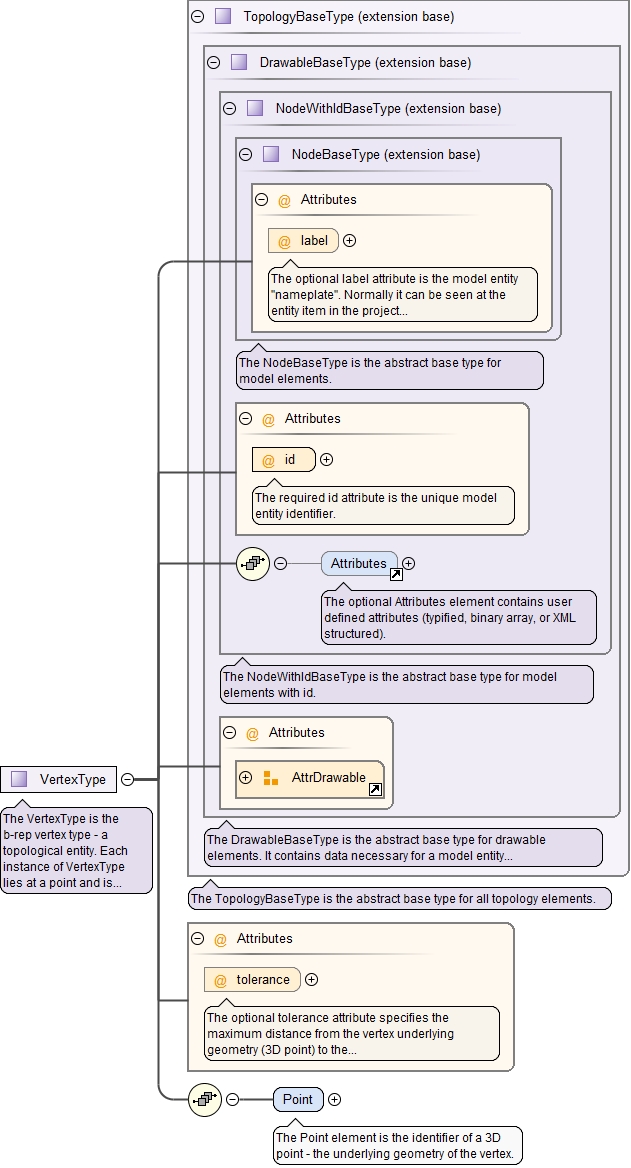 TopologyBaseType (extension base)
DrawableBaseType (extension base)
NodeWithIdBaseType (extension base)
NodeBaseType (extension base)
@ Attributes
@ label
The optional label attribute is the model entity
"nameplate". Normally it can be seen at the
entity item in the project...
The NodeBaseType is the abstract base type for
model elements.
@ Attributes
@ id
The required id attribute is the unique model
entity identifier.
Attributes
The optional Attributes element contains user
defined attributes (typified, binary array, or XML
structured).
The NodeWithIdBaseType is the abstract base type for model
elements with id.
@ Attributes
AttrDrawable
VertexType
The VertexType is the
b-rep vertex type - a
topological entity. Each
instance of VertexType
lies at a point and is...
The DrawableBaseType is the abstract base type for drawable
elements. It contains data necessary for a model entity...
The TopologyBaseType is the abstract base type for all topology elements.
@ Attributes
@ tolerance
The optional tolerance attribute specifies the
maximum distance from the vertex underlying
geometry (3D point) to the...
Point
The Point element is the identifier of a 3D
point - the underlying geometry of the vertex.